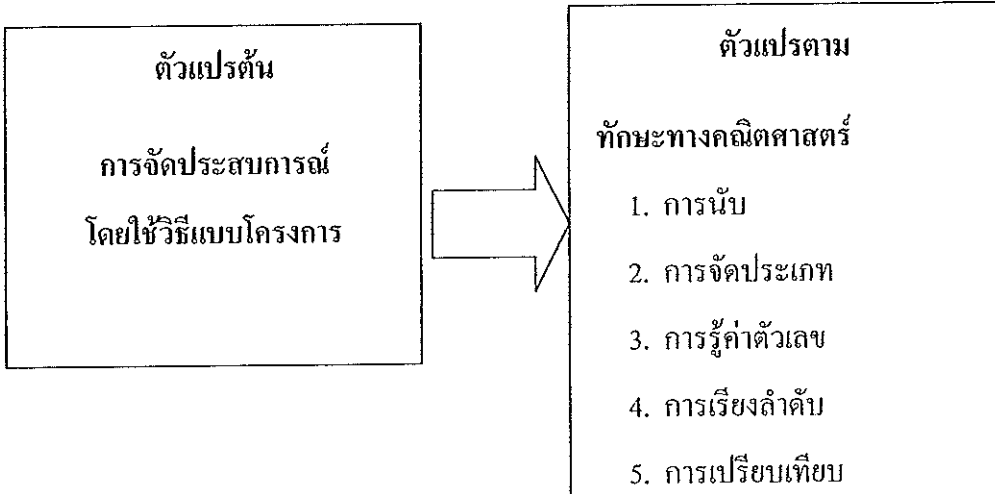 ตัวแปรต้น
การจัดประสบการณ์
โดยใช้วิธีแบบโครงการ
ตัวแปรตาม
ทักษะทางคณิตศาสตร์
1. การนับ
2. การจัดประเภท
3. การรู้ค่าตัวเลข
4. การเรียงลำดับ
5. การเปรียบเทียบ